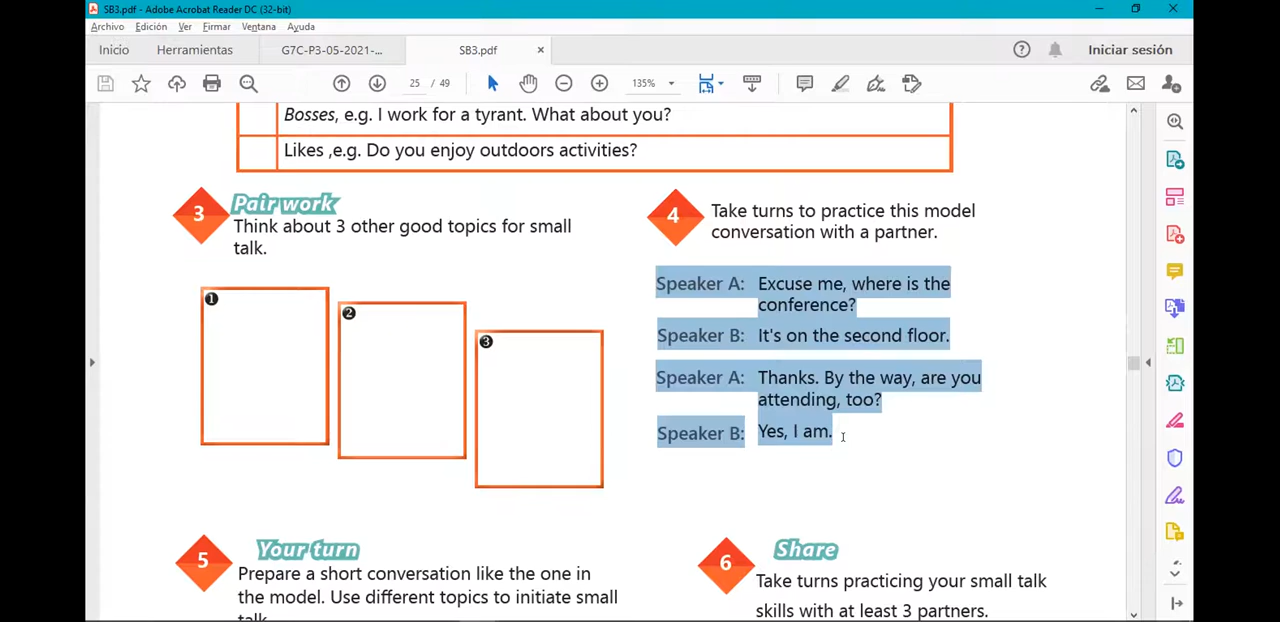 SB3.pdf - Adobe Acrobat Reader DC (32-bit)
Archivo Edición Ver Firmar Ventana Ayuda
Inicio Herramientas G7C-P3-05-2021-... SB3.pdf × Iniciar sesión
25 / 49 135%
Bosses, e.g. I work for a tyrant. What about you?
Likes ,e.g. Do you enjoy outdoors activities?
3 Pair work
Think about 3 other good topics for small
talk.
1
2
3
4 Take turns to practice this model
conversation with a partner.
Speaker A: Excuse me, where is the
conference?
Speaker B: It's on the second floor.
Speaker A: Thanks. By the way, are you
attending, too?
Speaker B: Yes, I am.
5 Your turn
Prepare a short conversation like the one in
the model. Use different topics to initiate small
talk.
6 Share
Take turns practicing your small talk
skills with at least 3 partners.